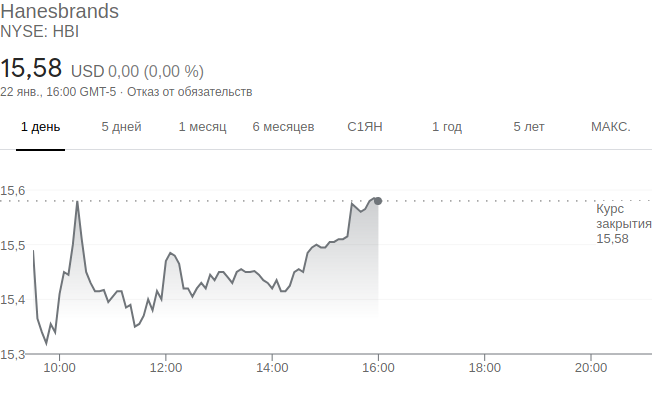 Hanesbrands
NYSE: HBI
15,58 USD 0,00 (0,00 %)
22 янв., 16:00 GMT-5 · Отказ от обязательств
1 день 5 дней 1 месяц 6 месяцев С1ЯН 1 год 5 лет МАКС.
15,6
Курс
закрытия
15,58
15,5
15,4
15,3
10:00 12:00 14:00 16:00 18:00 20:00